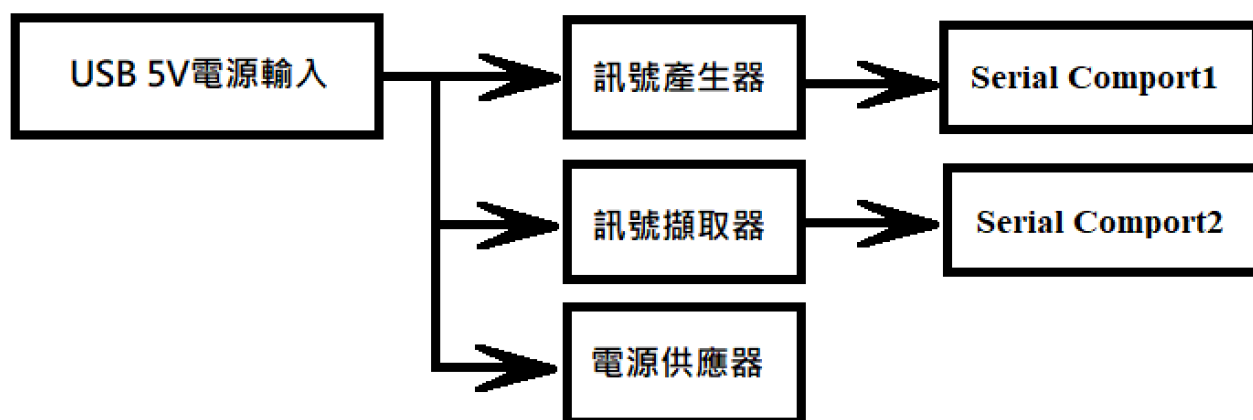 USB 5V電源輸入
訊號產生器
Serial Comport1
訊號擷取器
Serial Comport2
電源供應器